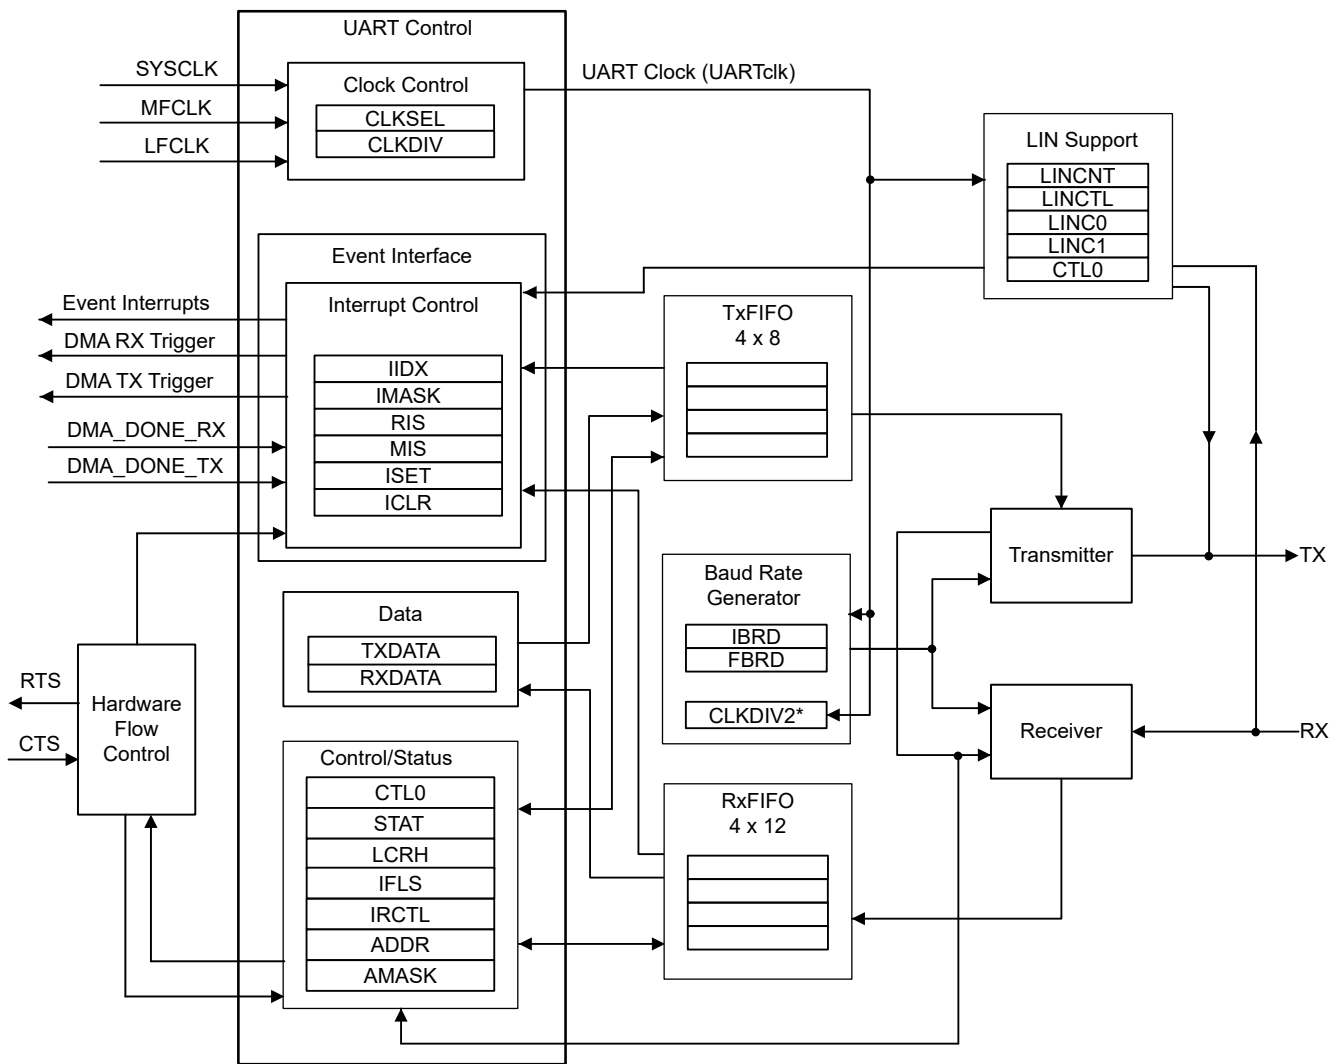 UART Control
SYSCLK
MFCLK
LFCLK
Clock Control
CLKSEL
CLKDIV
UART Clock (UARTclk)
LIN Support
LINCNT
LINCTL
LINC0
LINC1
CTL0
Event Interface
Interrupt Control
IIDX
IMASK
RIS
MIS
ISET
ICLR
Event Interrupts
DMA RX Trigger
DMA TX Trigger
DMA_DONE_RX
DMA_DONE_TX
TxFIFO
4 x 8
Transmitter
TX
Baud Rate
Generator
IBRD
FBRD
CLKDIV2*
Data
TXDATA
RXDATA
RTS
CTS
Hardware
Flow
Control
Receiver
RX
Control/Status
CTL0
STAT
LCRH
IFLS
IRCTL
ADDR
AMASK
RxFIFO
4 x 12